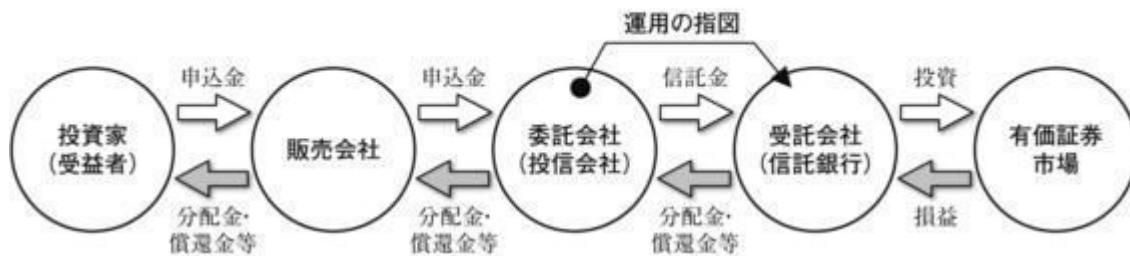 運用の指図
申込金
申込金
信託金
投資
投資家
（受益者）
販売会社
委託会社
（投信会社）
受託会社
（信託銀行）
有価証券
市場
分配金・
償還金等
分配金・
償還金等
分配金・
償還金等
損益